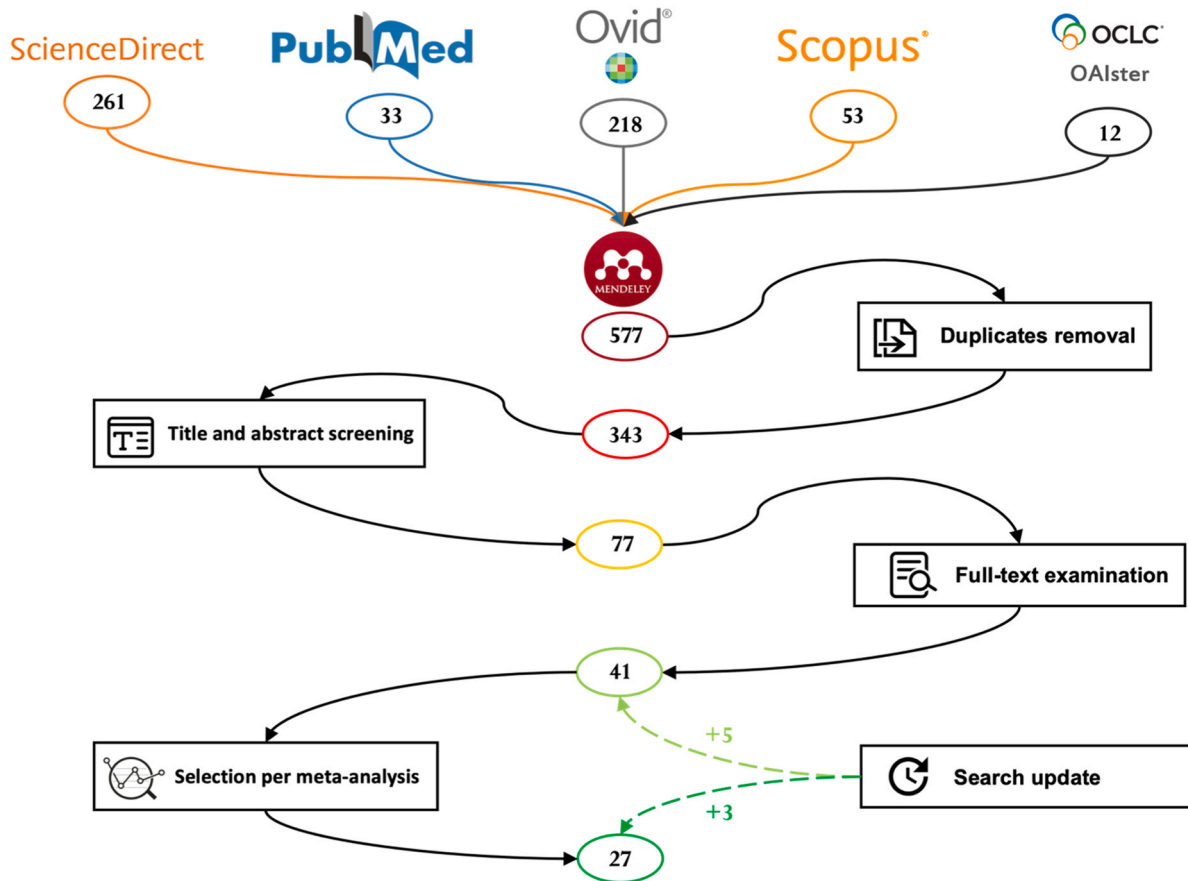 ScienceDirect
PubMed
Ovid®
Scopus®
OCLC®
OAIster
261
33
218
53
12
MENDELEY
577
Duplicates removal
343
T
Title and abstract screening
77
Full-text examination
41
+5
Selection per meta-analysis
Search update
+3
27